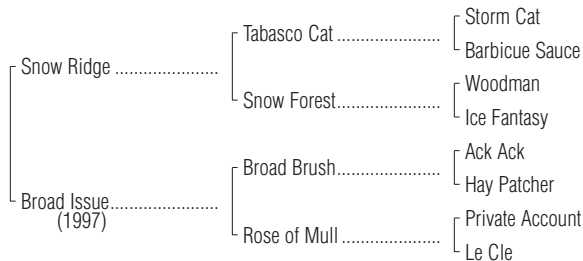 Storm Cat
Tabasco Cat ......................
Barbicue Sauce
Snow Ridge ......................
Woodman
Snow Forest......................
Ice Fantasy
Ack Ack
Broad Brush......................
Hay Patcher
Broad Issue.......................
(1997)
Private Account
Rose of Mull .....................
Le Cle